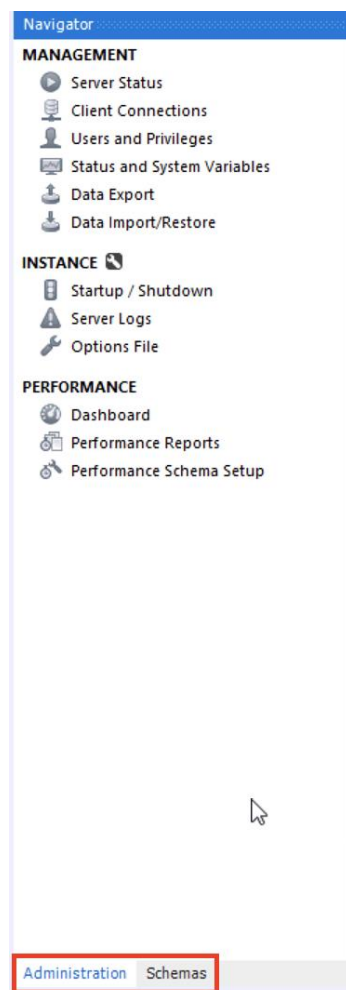 Navigator
MANAGEMENT
Server Status
Client Connections
Users and Privileges
Status and System Variables
Data Export
Data Import/Restore
INSTANCE
Startup / Shutdown
Server Logs
Options File
PERFORMANCE
Dashboard
Performance Reports
Performance Schema Setup
Administration Schemas